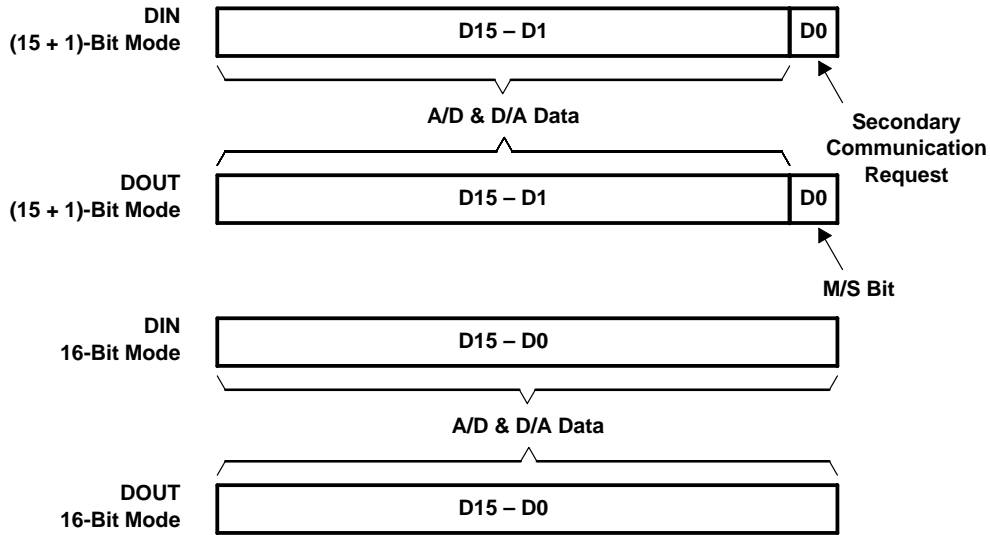 DIN
(15 + 1)-Bit Mode
D15 – D1
D0
A/D & D/A Data
Secondary
Communication
Request
DOUT
(15 + 1)-Bit Mode
D15 – D1
D0
M/S Bit
DIN
16-Bit Mode
D15 – D0
A/D & D/A Data
DOUT
16-Bit Mode
D15 – D0